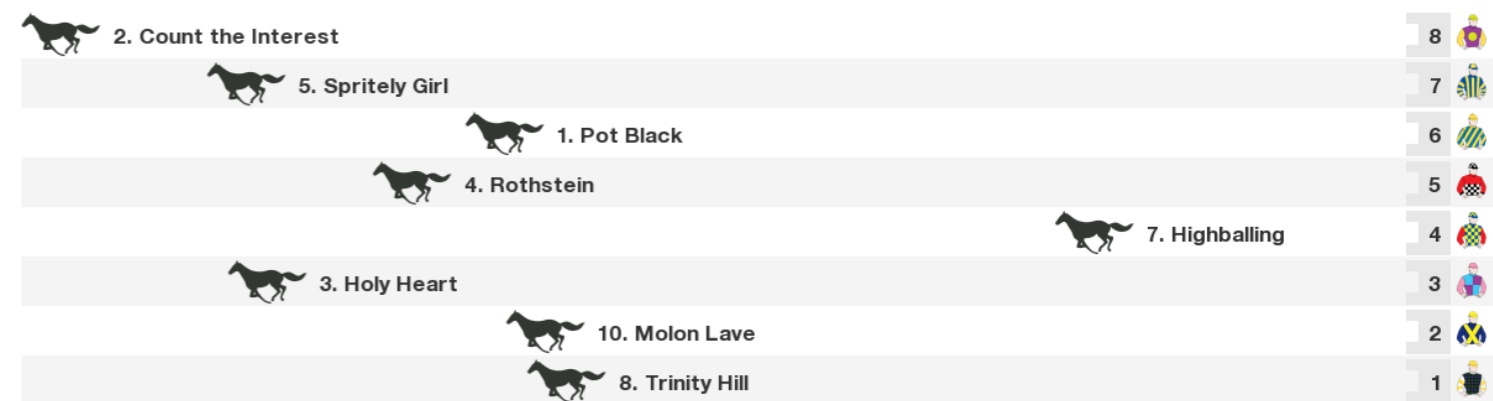 2. Count the Interest 8
5. Spritely Girl 7
1. Pot Black 6
4. Rothstein 5
7. Highballing 4
3. Holy Heart 3
10. Molon Lave 2
8. Trinity Hill 1